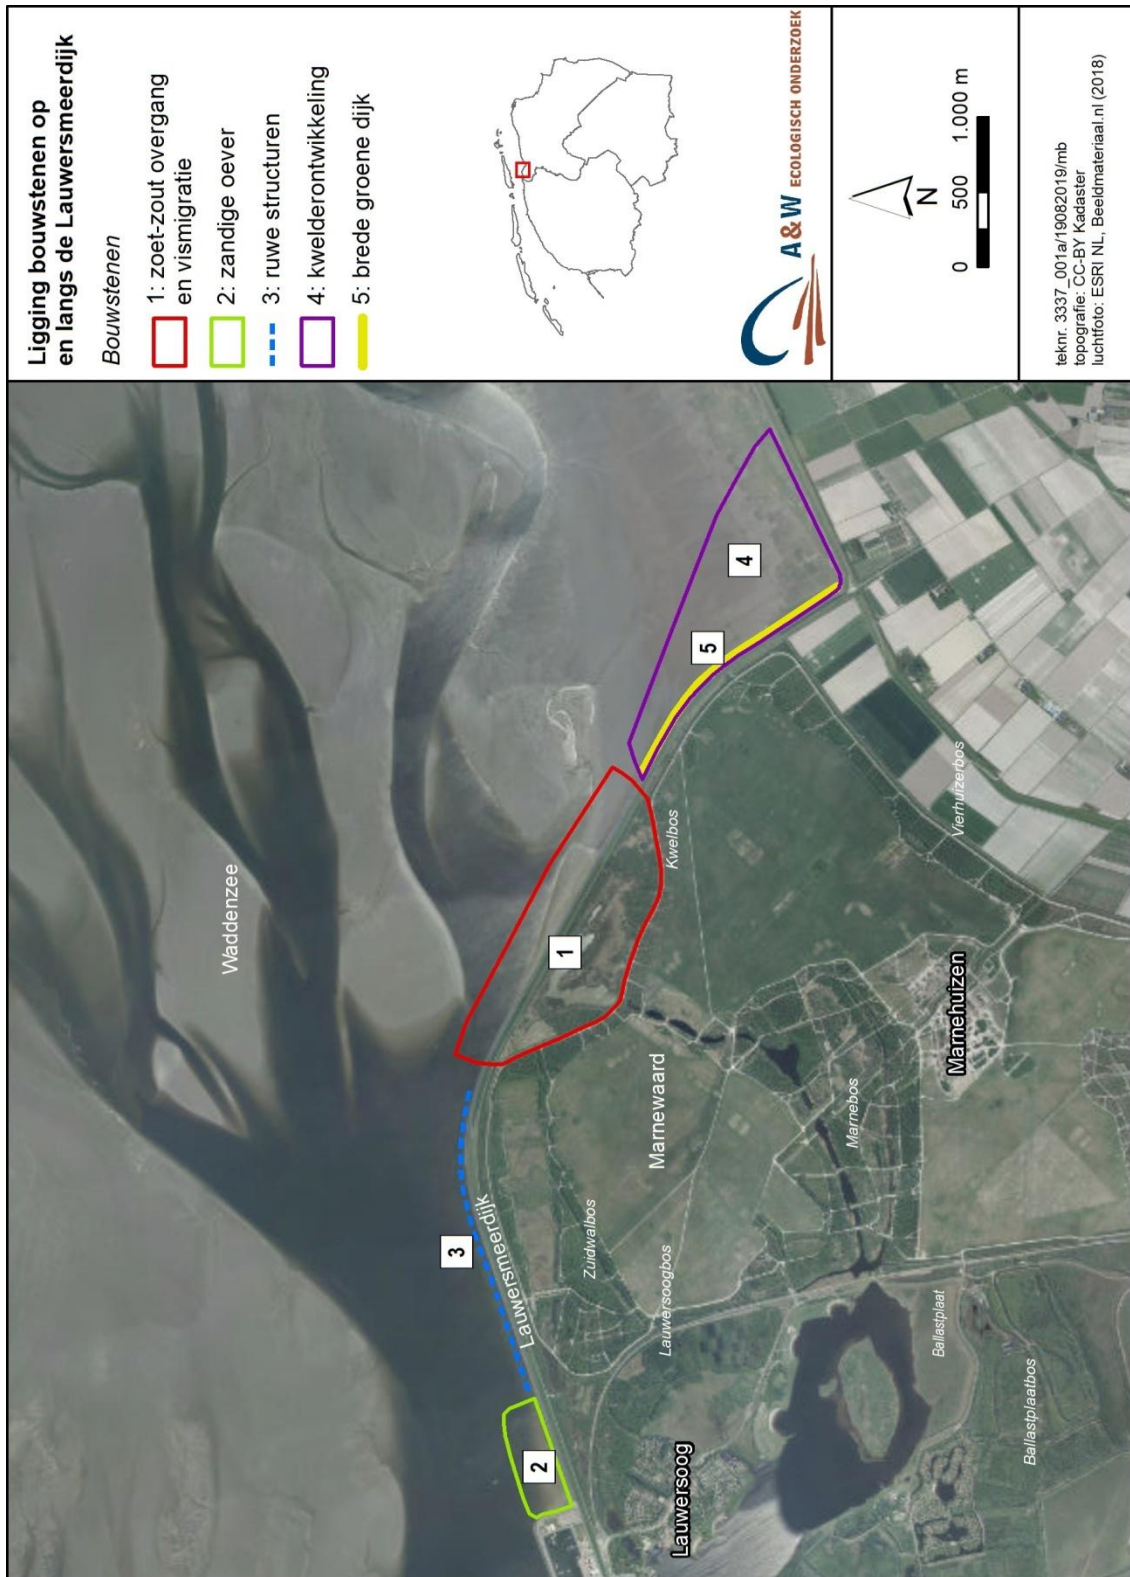 Ligging bouwstenen op
en langs de Lauwersmeerdijk
Bouwstenen
1: zoet-zout overgang
en vismigratie
2: zandige oever
3: ruwe structuren
4: kwelderontwikkeling
5: brede groene dijk
A&W ECOLOGISCH ONDERZOEK
N
0 500 1.000 m
teknr. 3337_001a/19082019/mb
topografie: CC-BY Kadaster
luchtfoto: ESRI NL, Beeldmateriaal.nl (2018)
Waddenzee
3
Lauwersmeerdijk
2
1
4
5
Zuidwalbos
Kwelbos
Lauwersoogbos
Marnewaard
Lauwersoog
Marnebos
Vierhuizerbos
Marnehuizen
Ballastplaat
Ballastplaatbos